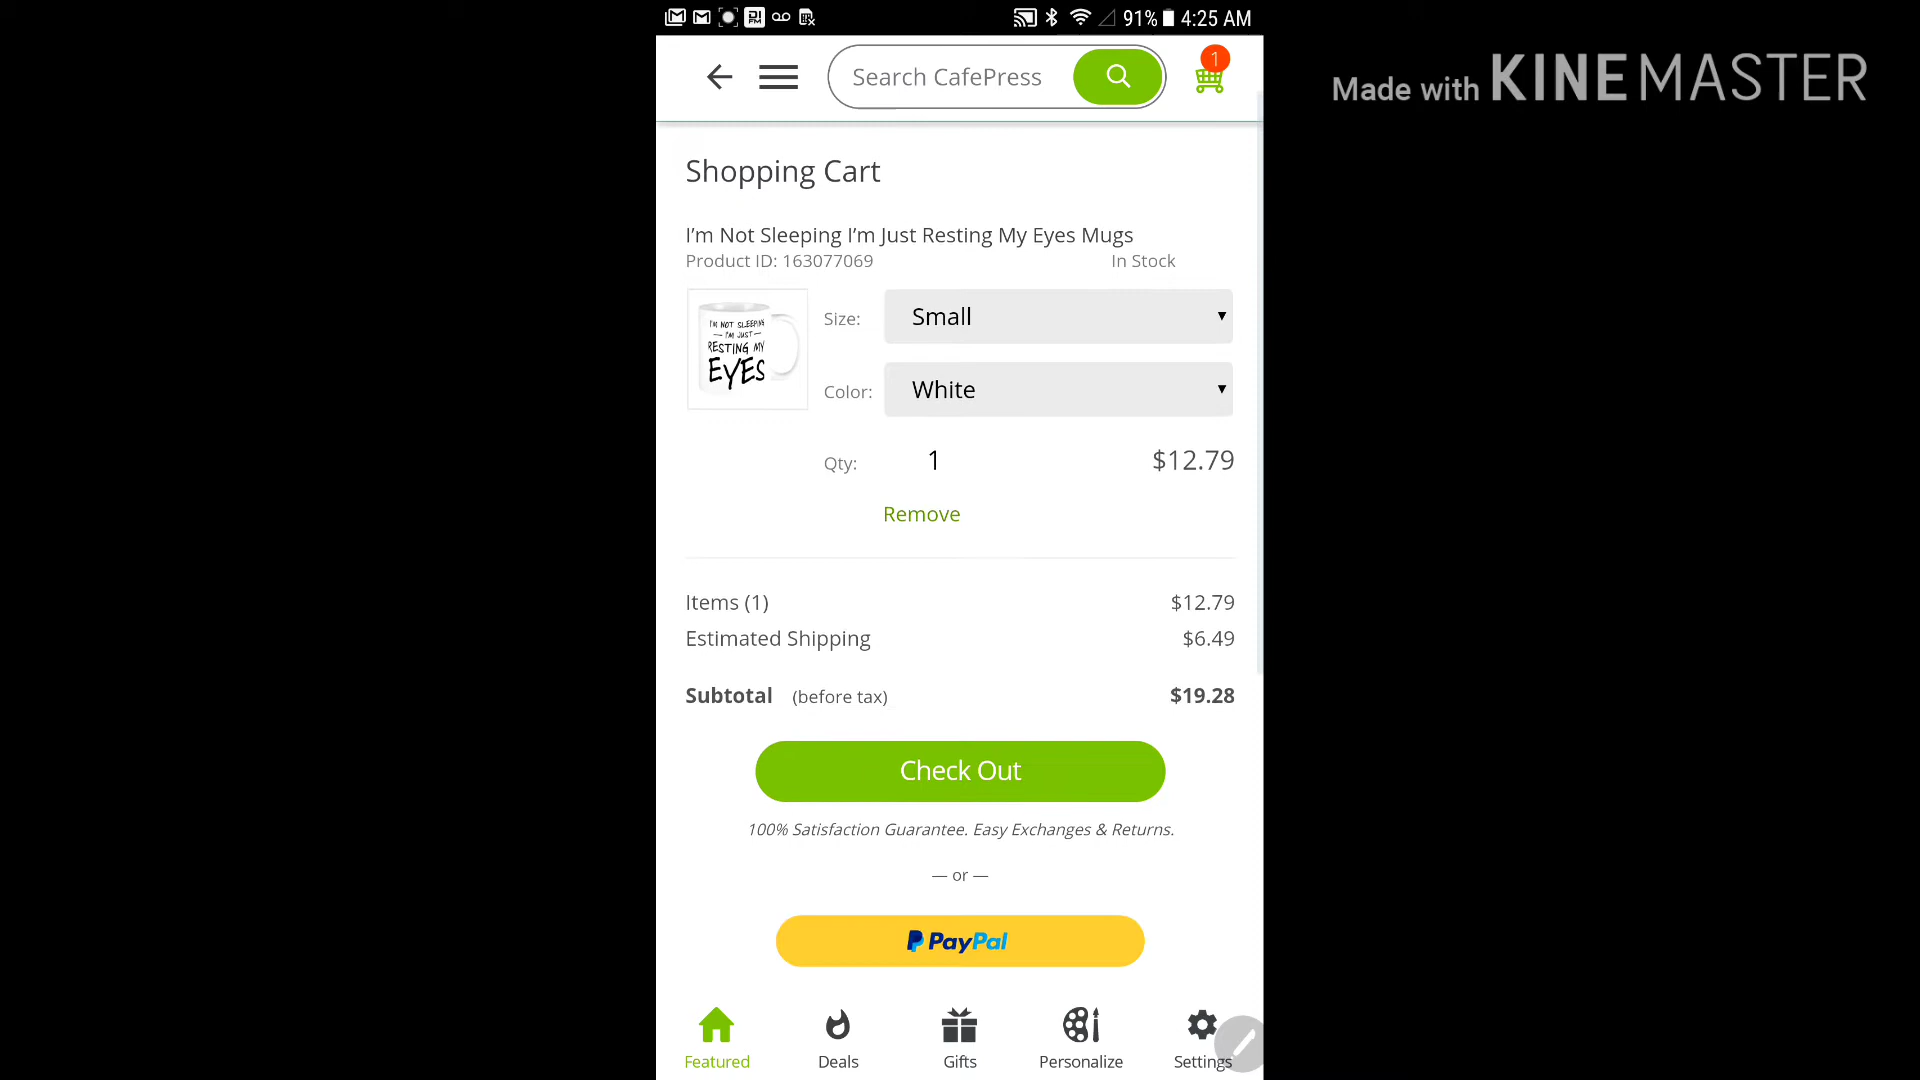 91% 4:25 AM
Made with KINEMASTER
Search CafePress
1
Shopping Cart
I'm Not Sleeping I'm Just Resting My Eyes Mugs
Product ID: 163077069 In Stock
I'M NOT SLEEPING
I'M JUST
RESTING MY
EYES
Size: Small
Color: White
Qty: 1 $12.79
Remove
Items (1) $12.79
Estimated Shipping $6.49
Subtotal (before tax) $19.28
Check Out
100% Satisfaction Guarantee. Easy Exchanges & Returns.
— or —
PayPal
Featured Deals Gifts Personalize Settings